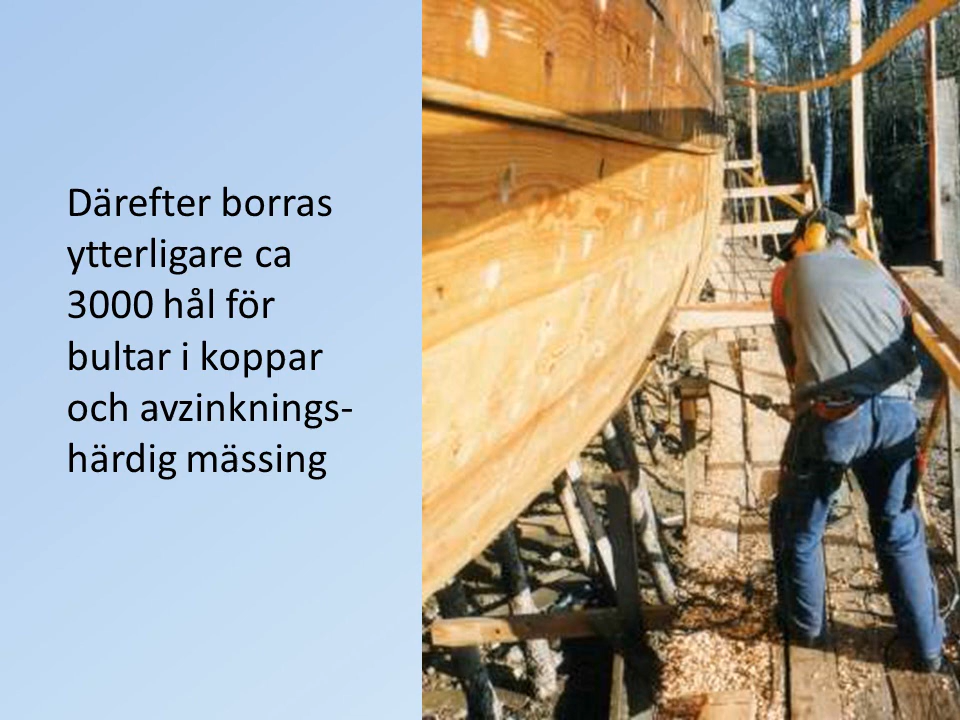 Därefter borras
ytterligare ca
3000 hål för
bultar i koppar
och avzinknings-
härdig mässing